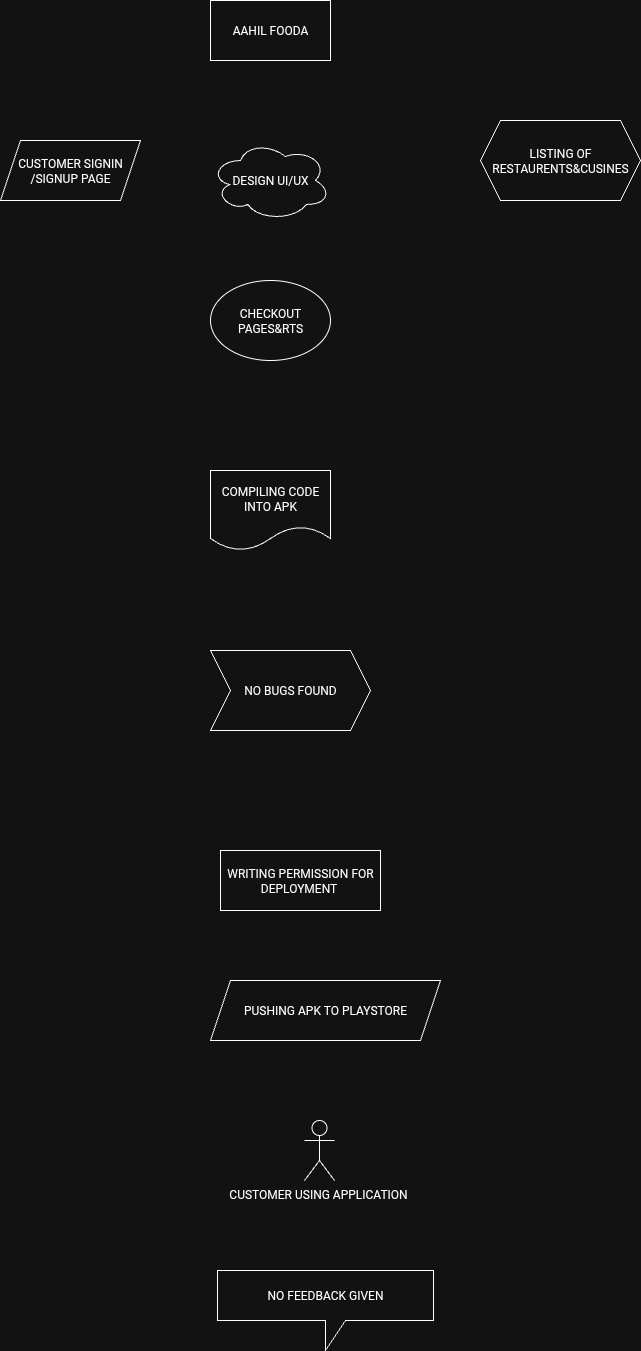 AAHIL FOODA
CUSTOMER SIGNIN
/SIGNUP PAGE
DESIGN UI/UX
LISTING OF
RESTAURENTS&CUSINES
CHECKOUT
PAGES&RTS
COMPILING CODE
INTO APK
NO BUGS FOUND
WRITING PERMISSION FOR
DEPLOYMENT
PUSHING APK TO PLAYSTORE
CUSTOMER USING APPLICATION
NO FEEDBACK GIVEN